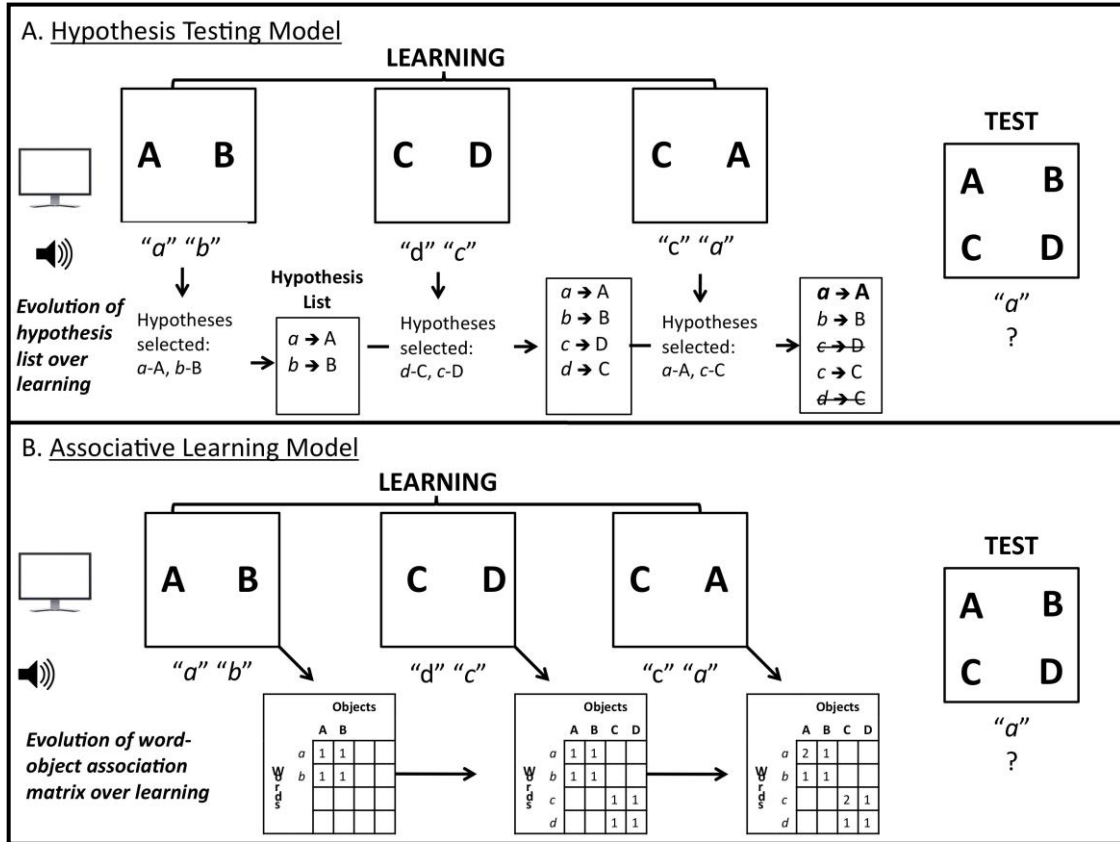 A. Hypothesis Testing Model
LEARNING
A B
C D
C A
TEST
A B
C D
“a” “b”
“d” “c”
“c” “a”
“a”
?
Evolution of
hypothesis
list over
learning
Hypotheses
selected:
a-A, b-B
Hypothesis
List
a → A
b → B
Hypotheses
selected:
d-C, c-D
a → A
b → B
c → D
d → C
Hypotheses
selected:
a-A, c-C
a → A
b → B
c → D
c → C
d → C
B. Associative Learning Model
LEARNING
A B
C D
C A
TEST
A B
C D
“a” “b”
“d” “c”
“c” “a”
“a”
?
Evolution of word-
object association
matrix over learning
Objects
A B
Words
a 1 1
b 1 1
Objects
A B C D
Words
a 1 1
b 1 1
c 1 1
d 1 1
Objects
A B C D
Words
a 2 1
b 1 1
c 2 1
d 1 1